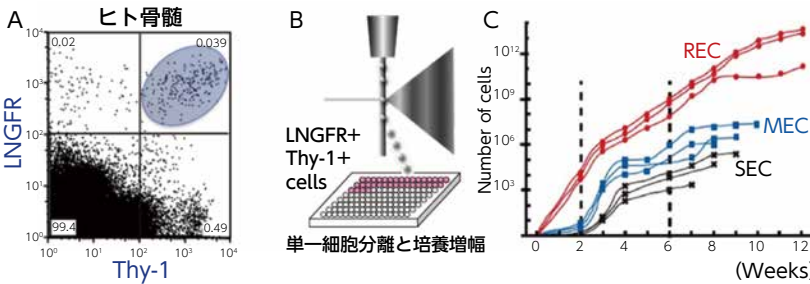 A
ヒト骨髄
LNGFR
10⁴
10³
10²
10¹
10⁰
0.02
0.039
99.4
0.49
10⁰
10¹
10²
10³
10⁴
Thy-1
B
LNGFR+
Thy-1+
cells
単一細胞分離と培養増幅
C
Number of cells
10¹²
10⁹
10⁶
10³
REC
MEC
SEC
0
2
4
6
8
10
12
(Weeks)